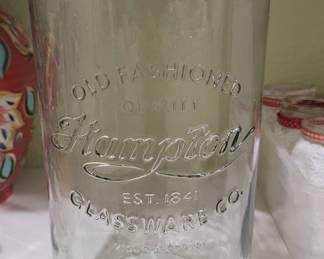 OLD FASHIONED
QUALITY
Hampton
EST. 1841
GLASSWARE CO.